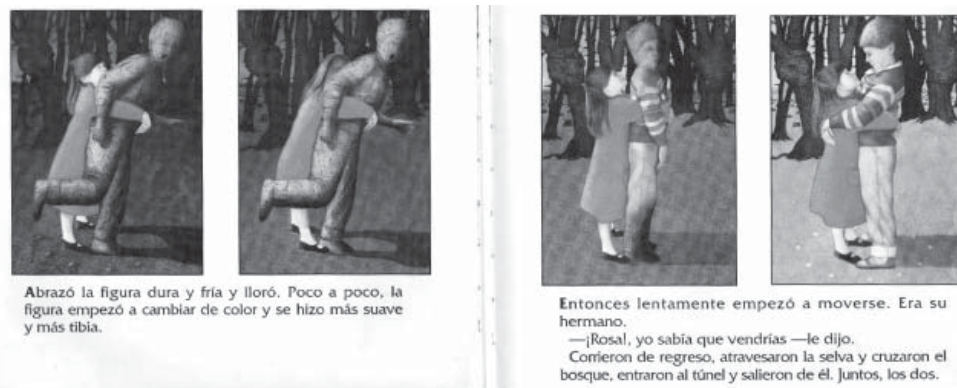 Abrazó la figura dura y fría y lloró. Poco a poco, la
figura empezó a cambiar de color y se hizo más suave
y más tibia.
Entonces lentamente empezó a moverse. Era su
hermano.
—¡Rosa!, yo sabía que vendrías —le dijo.
Corrieron de regreso, atravesaron la selva y cruzaron el
bosque, entraron al túnel y salieron de él. Juntos, los dos.